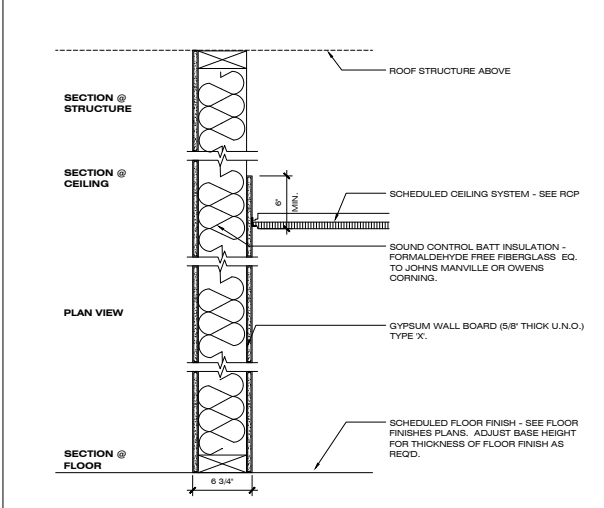 ROOF STRUCTURE ABOVE
SECTION @
STRUCTURE
SECTION @
CEILING
6"
MIN.
SCHEDULED CEILING SYSTEM - SEE RCP
SOUND CONTROL BATT INSULATION -
FORMALDEHYDE FREE FIBERGLASS EQ.
TO JOHNS MANVILLE OR OWENS
CORNING.
PLAN VIEW
GYPSUM WALL BOARD (5/8" THICK U.N.O.)
TYPE 'X'.
SCHEDULED FLOOR FINISH - SEE FLOOR
FINISHES PLANS. ADJUST BASE HEIGHT
FOR THICKNESS OF FLOOR FINISH AS
REQ'D.
SECTION @
FLOOR
6 3/4"